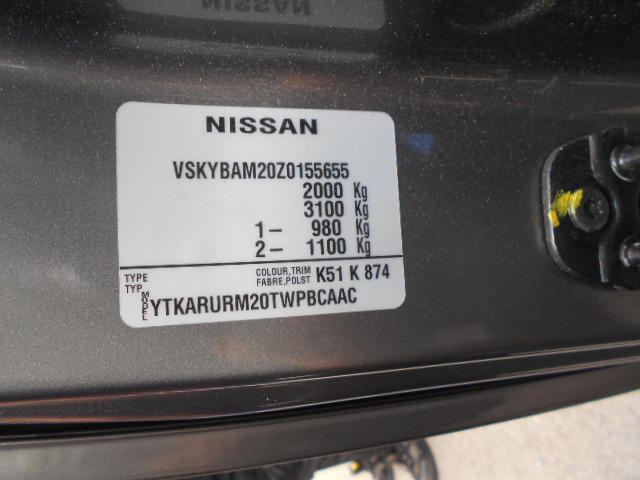 NISSAN
NISSAN
VSKYBAM20Z0155655
2000 Kg
3100 Kg
1- 980 Kg
2- 1100 Kg
TYPE
TYP
COLOUR,TRIM K51 K 874
FABRE,POLST
MODEL YTKARURM20TWPBCAAC